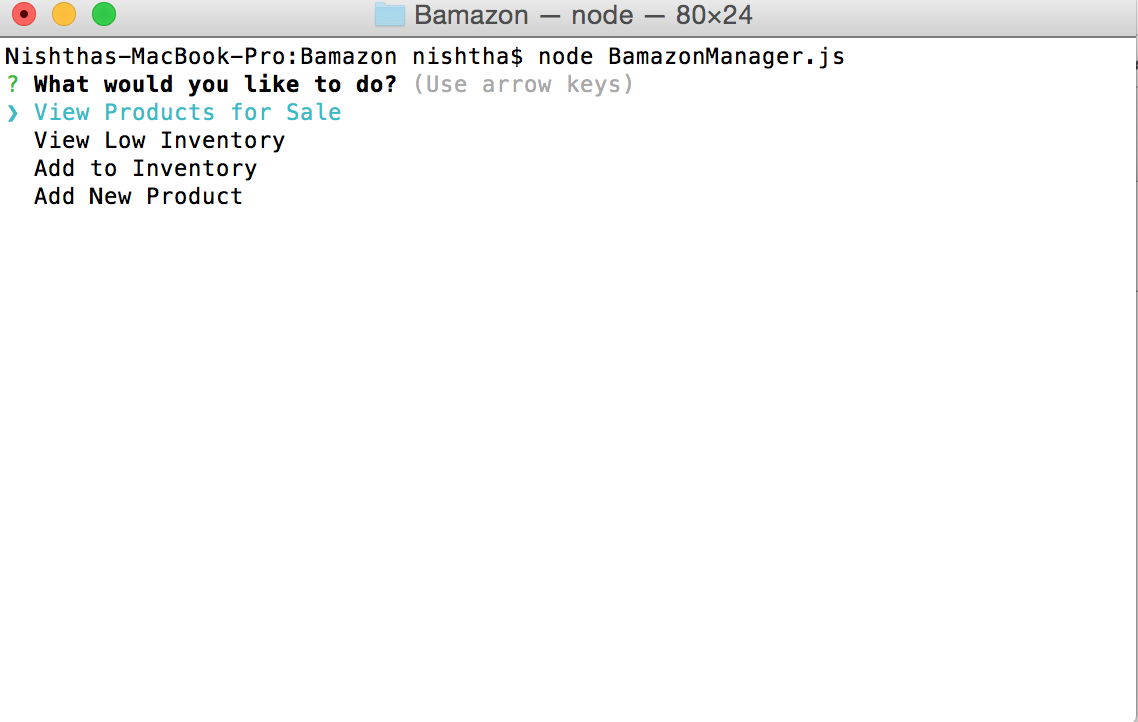 Bamazon — node — 80×24
Nishthas-MacBook-Pro:Bamazon nishtha$ node BamazonManager.js
? What would you like to do? (Use arrow keys)
❯ View Products for Sale
  View Low Inventory
  Add to Inventory
  Add New Product